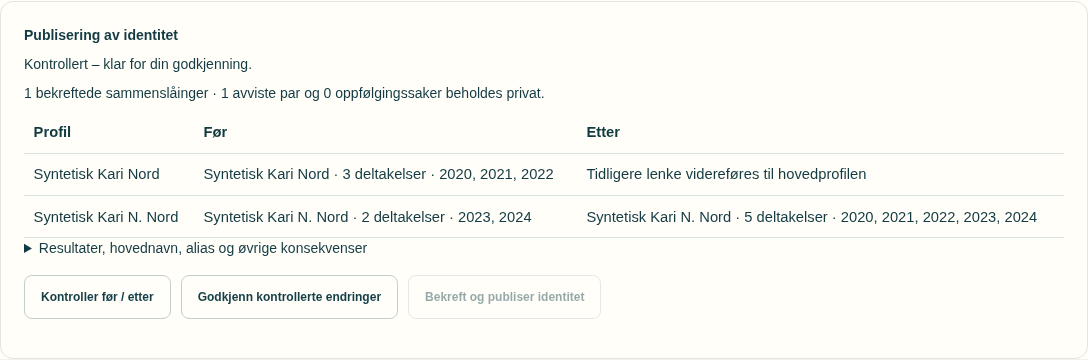 Publisering av identitet
Kontrollert – klar for din godkjenning.
1 bekreftede sammenslåinger · 1 avviste par og 0 oppfølgingssaker beholdes privat.
Profil Før Etter
Syntetisk Kari Nord Syntetisk Kari Nord · 3 deltakelser · 2020, 2021, 2022 Tidligere lenke videreføres til hovedprofilen
Syntetisk Kari N. Nord Syntetisk Kari N. Nord · 2 deltakelser · 2023, 2024 Syntetisk Kari N. Nord · 5 deltakelser · 2020, 2021, 2022, 2023, 2024
Resultater, hovednavn, alias og øvrige konsekvenser
Kontroller før / etter Godkjenn kontrollerte endringer Bekreft og publiser identitet